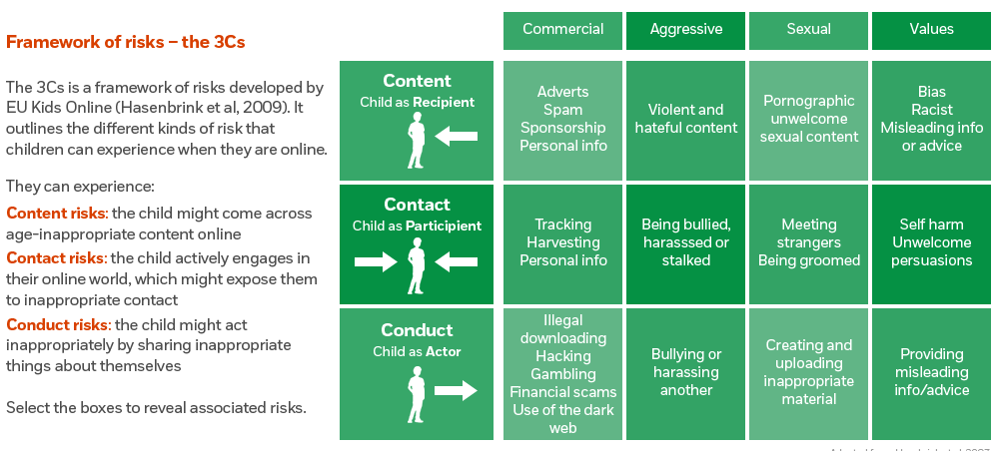 Framework of risks – the 3Cs
The 3Cs is a framework of risks developed by
EU Kids Online (Hasenbrink et al, 2009). It
outlines the different kinds of risk that
children can experience when they are online.
They can experience:
Content risks: the child might come across
age-inappropriate content online
Contact risks: the child actively engages in
their online world, which might expose them
to inappropriate contact
Conduct risks: the child might act
inappropriately by sharing inappropriate
things about themselves
Select the boxes to reveal associated risks.
Commercial
Aggressive
Sexual
Values
Content
Child as Recipient
Adverts
Spam
Sponsorship
Personal info
Violent and
hateful content
Pornographic
unwelcome
sexual content
Bias
Racist
Misleading info
or advice
Contact
Child as Participient
Tracking
Harvesting
Personal info
Being bullied,
harasssed or
stalked
Meeting
strangers
Being groomed
Self harm
Unwelcome
persuasions
Conduct
Child as Actor
Illegal
downloading
Hacking
Gambling
Financial scams
Use of the dark
web
Bullying or
harassing
another
Creating and
uploading
inappropriate
material
Providing
misleading
info/advice